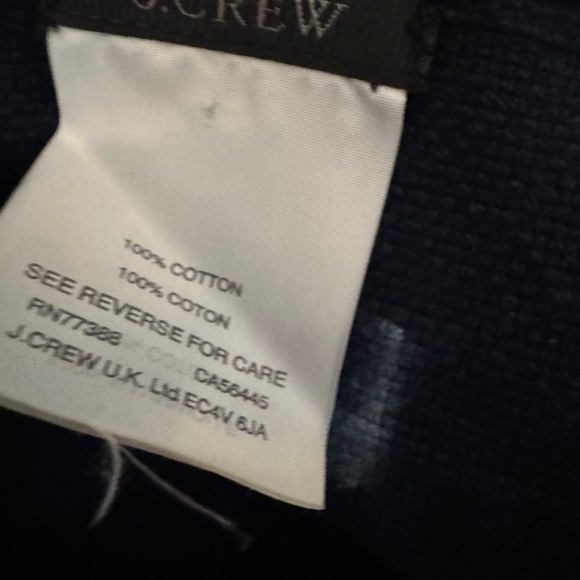 J.CREW
100% COTTON
100% COTON
SEE REVERSE FOR CARE
RN77388 CA56445
J.CREW U.K. Ltd EC4V 6JA